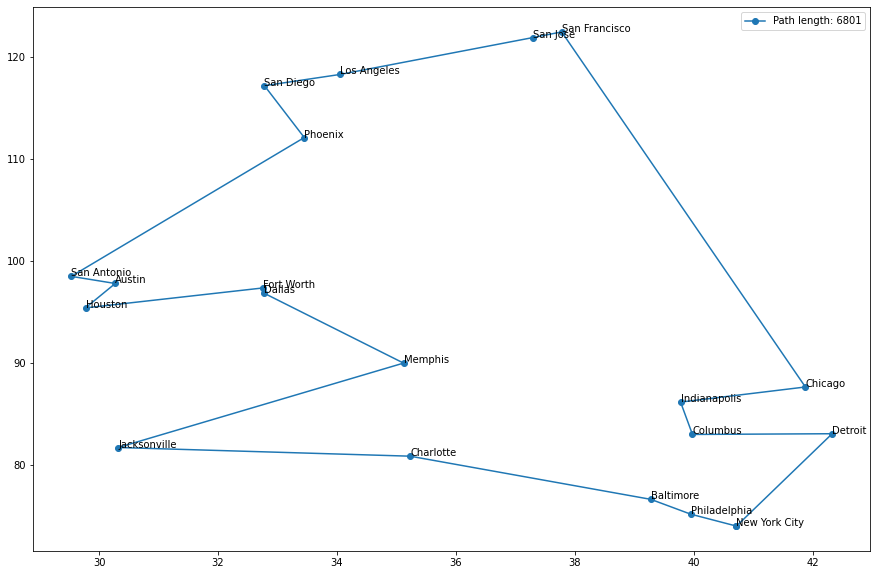 Path length: 6801
San Francisco
San Jose
Los Angeles
San Diego
Phoenix
San Antonio
Austin
Fort Worth
Dallas
Houston
Memphis
Chicago
Indianapolis
Columbus
Detroit
Jacksonville
Charlotte
Baltimore
Philadelphia
New York City
120
110
100
90
80
30 32 34 36 38 40 42